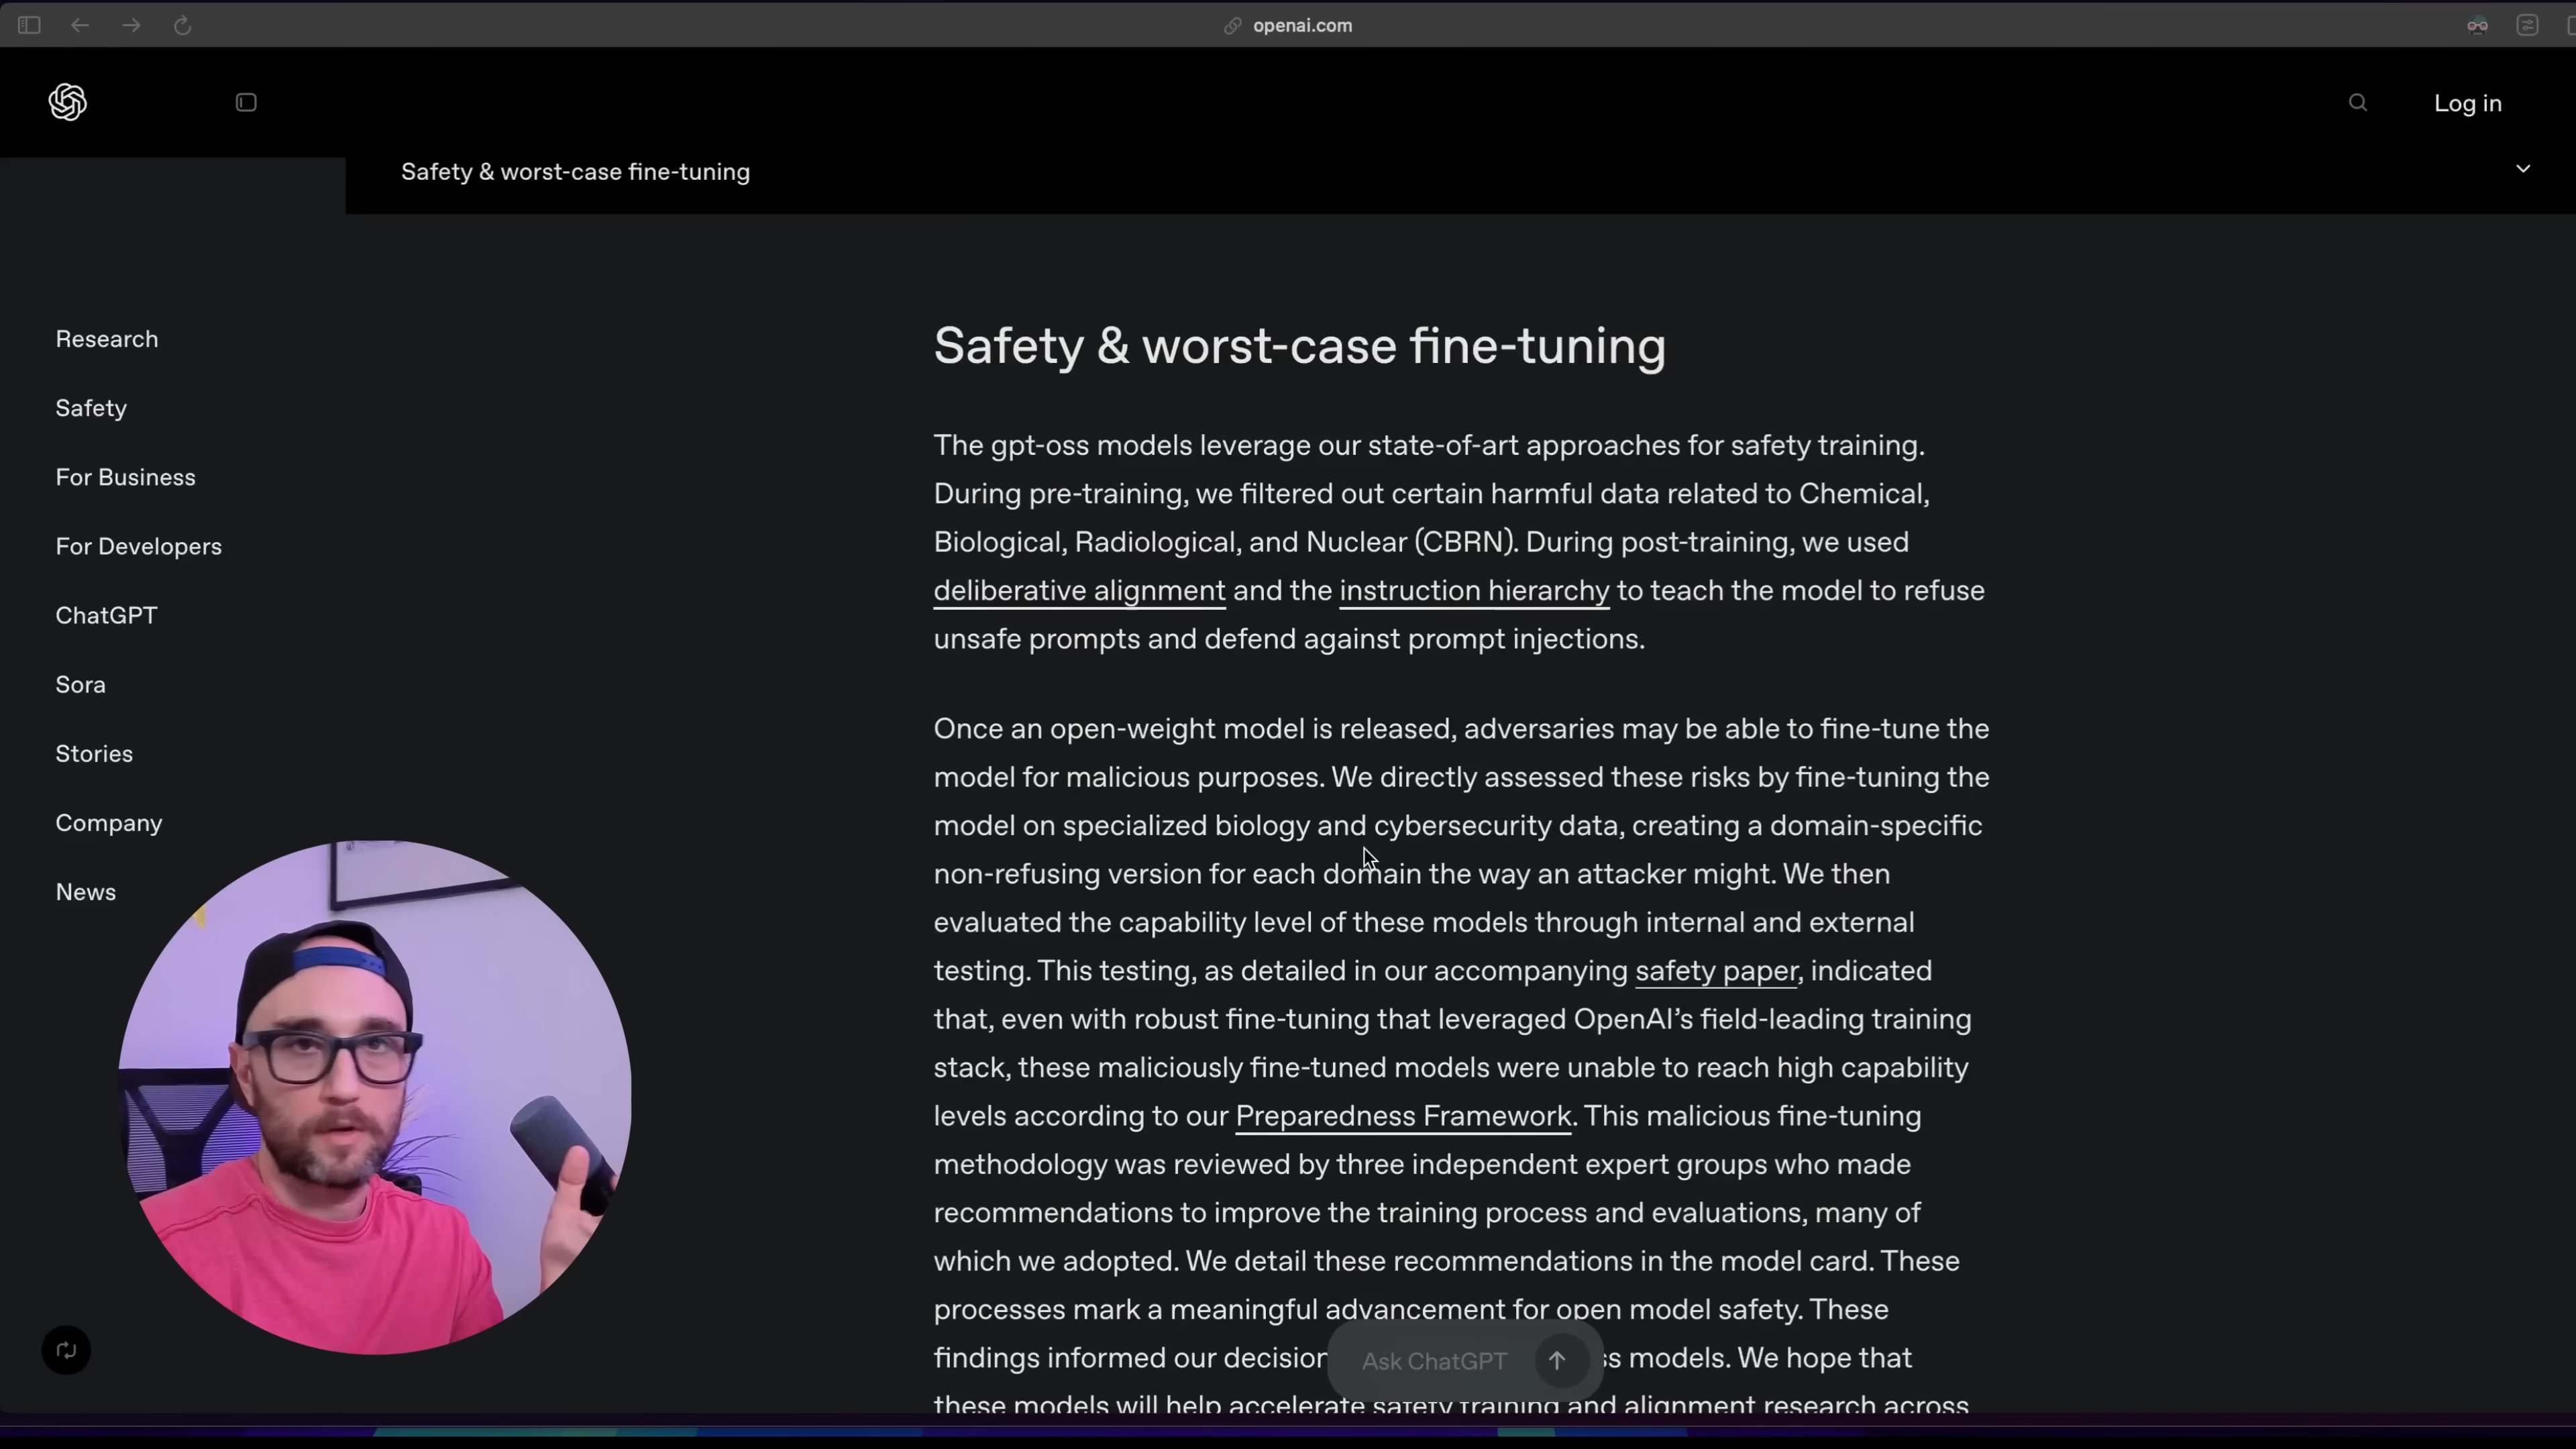 openai.com
Log in
Safety & worst-case fine-tuning
Research
Safety
For Business
For Developers
ChatGPT
Sora
Stories
Company
News
Safety & worst-case fine-tuning
The gpt-oss models leverage our state-of-art approaches for safety training.
During pre-training, we filtered out certain harmful data related to Chemical,
Biological, Radiological, and Nuclear (CBRN). During post-training, we used
deliberative alignment and the instruction hierarchy to teach the model to refuse
unsafe prompts and defend against prompt injections.
Once an open-weight model is released, adversaries may be able to fine-tune the
model for malicious purposes. We directly assessed these risks by fine-tuning the
model on specialized biology and cybersecurity data, creating a domain-specific
non-refusing version for each domain the way an attacker might. We then
evaluated the capability level of these models through internal and external
testing. This testing, as detailed in our accompanying safety paper, indicated
that, even with robust fine-tuning that leveraged OpenAI's field-leading training
stack, these maliciously fine-tuned models were unable to reach high capability
levels according to our Preparedness Framework. This malicious fine-tuning
methodology was reviewed by three independent expert groups who made
recommendations to improve the training process and evaluations, many of
which we adopted. We detail these recommendations in the model card. These
processes mark a meaningful advancement for open model safety. These
findings informed our decision models. We hope that
Ask ChatGPT
these models will help accelerate safety training and alignment research across